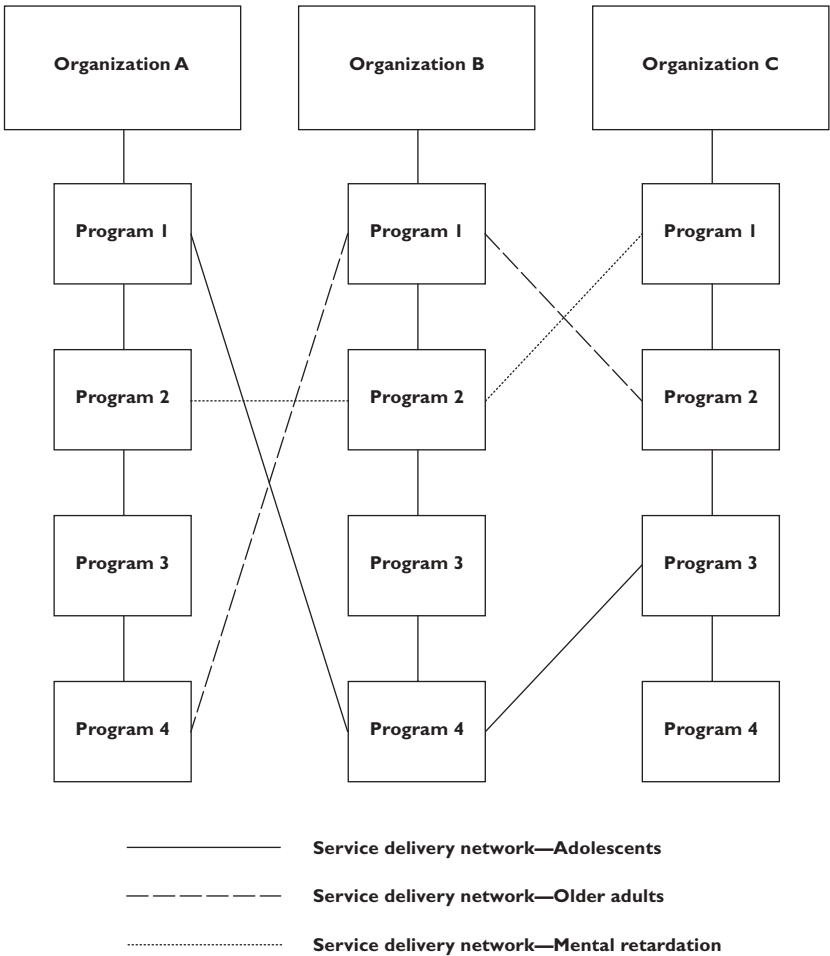 Organization A
Organization B
Organization C
Program 1
Program 1
Program 1
Program 2
Program 2
Program 2
Program 3
Program 3
Program 3
Program 4
Program 4
Program 4
Service delivery network—Adolescents
Service delivery network—Older adults
Service delivery network—Mental retardation